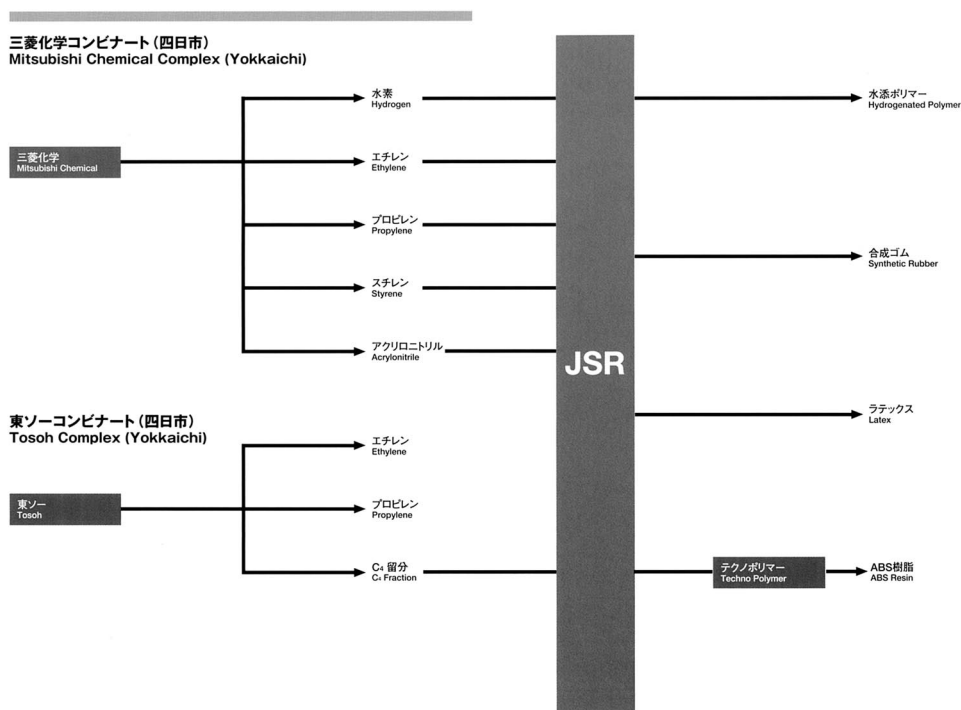 三菱化学コンビナート（四日市）
Mitsubishi Chemical Complex (Yokkaichi)
三菱化学
Mitsubishi Chemical
水素
Hydrogen
エチレン
Ethylene
プロピレン
Propylene
スチレン
Styrene
アクリロニトリル
Acrylonitrile
東ソーコンビナート（四日市）
Tosoh Complex (Yokkaichi)
東ソー
Tosoh
エチレン
Ethylene
プロピレン
Propylene
C₄ 留分
C₄ Fraction
JSR
水添ポリマー
Hydrogenated Polymer
合成ゴム
Synthetic Rubber
ラテックス
Latex
テクノポリマー
Techno Polymer
ABS樹脂
ABS Resin